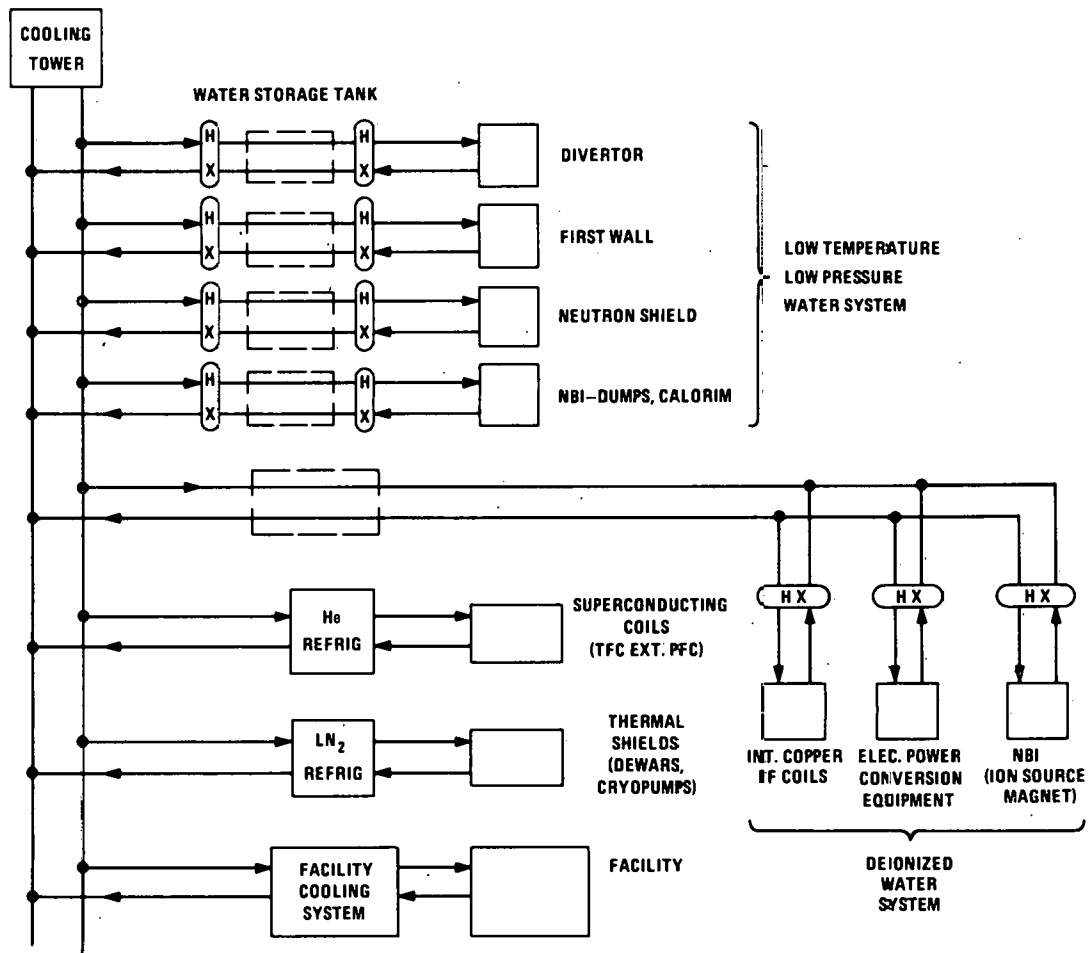 COOLING
TOWER
WATER STORAGE TANK
H H
X X
DIVERTOR
H H
X X
FIRST WALL
H H
X X
NEUTRON SHIELD
H H
X X
NBI–DUMPS, CALORIM
LOW TEMPERATURE
LOW PRESSURE
WATER SYSTEM
He
REFRIG
SUPERCONDUCTING
COILS
(TFC EXT. PFC)
LN2
REFRIG
THERMAL
SHIELDS
(DEWARS,
CRYOPUMPS)
FACILITY
COOLING
SYSTEM
FACILITY
HX HX HX
INT. COPPER
COILS
ELEC. POWER
CONVERSION
EQUIPMENT
NBI
(ION SOURCE
MAGNET)
DEIONIZED
WATER
SYSTEM